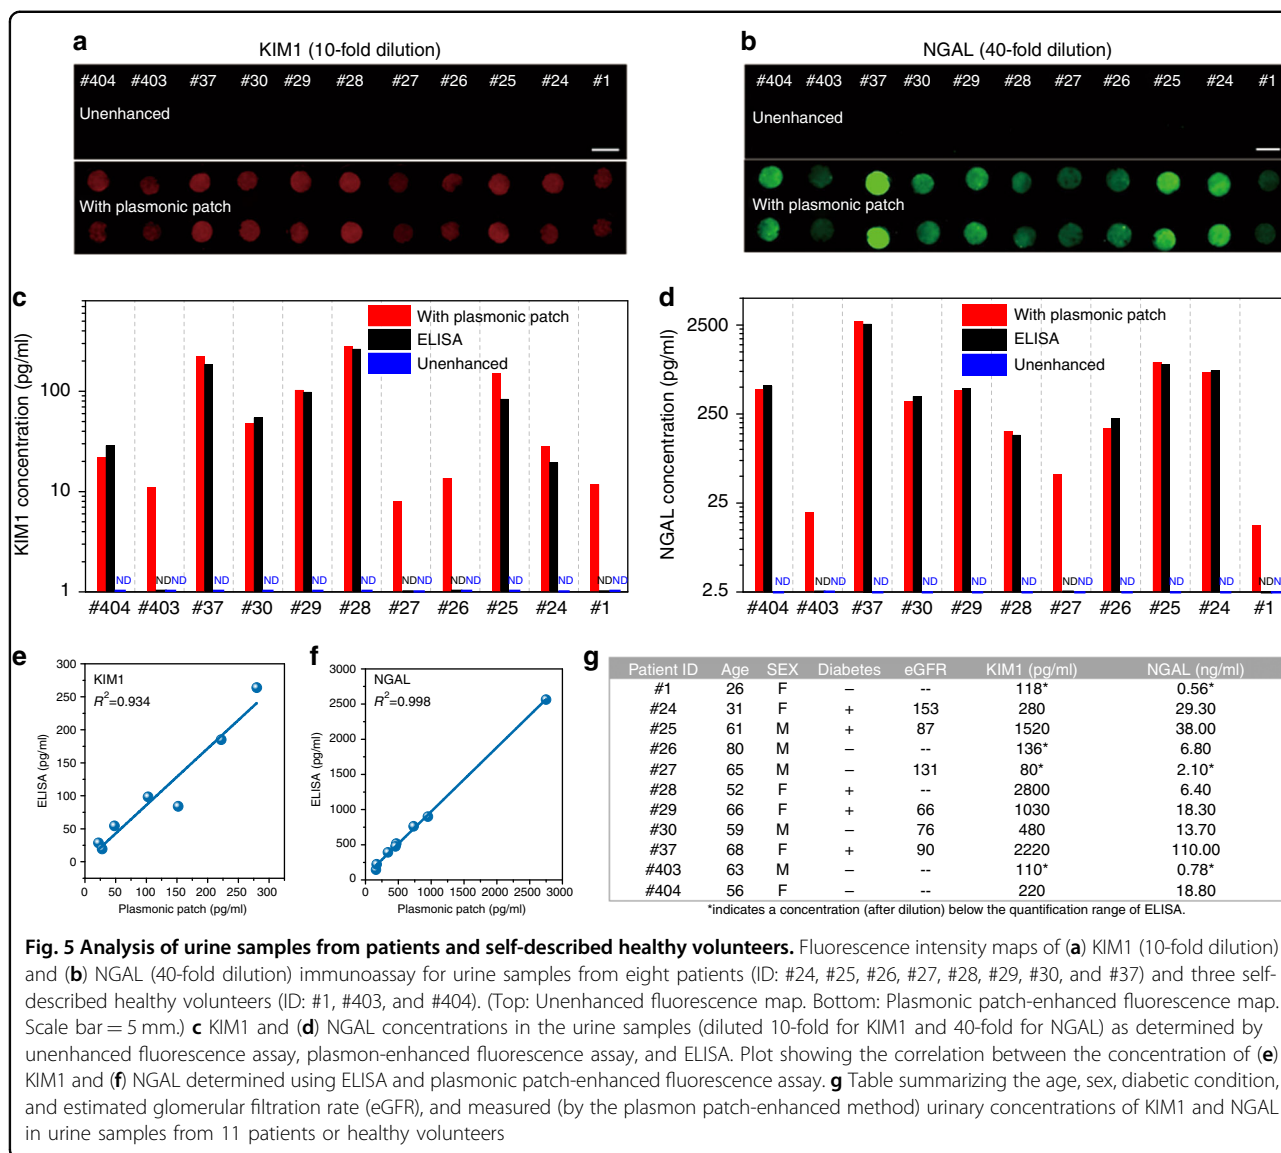 a
KIM1 (10-fold dilution)
#404 #403 #37 #30 #29 #28 #27 #26 #25 #24 #1
Unenhanced
With plasmonic patch
b
NGAL (40-fold dilution)
#404 #403 #37 #30 #29 #28 #27 #26 #25 #24 #1
Unenhanced
With plasmonic patch
c
KIM1 concentration (pg/ml)
100
10
1
With plasmonic patch
ELISA
Unenhanced
ND NDND ND ND ND ND NDND NDND ND ND NDND
#404 #403 #37 #30 #29 #28 #27 #26 #25 #24 #1
d
NGAL concentration (pg/ml)
2500
250
25
2.5
With plasmonic patch
ELISA
Unenhanced
ND NDND ND ND ND ND NDND ND ND ND NDND
#404 #403 #37 #30 #29 #28 #27 #26 #25 #24 #1
e
KIM1
R²=0.934
ELISA (pg/ml)
300
250
200
150
100
50
0
0 50 100 150 200 250 300
Plasmonic patch (pg/ml)
f
NGAL
R²=0.998
ELISA (pg/ml)
3000
2500
2000
1500
1000
500
0
0 500 1000 1500 2000 2500 3000
Plasmonic patch (pg/ml)
g
Patient ID Age SEX Diabetes eGFR KIM1 (pg/ml) NGAL (ng/ml)
#1 26 F – -- 118* 0.56*
#24 31 F + 153 280 29.30
#25 61 M + 87 1520 38.00
#26 80 M – -- 136* 6.80
#27 65 M – 131 80* 2.10*
#28 52 F + -- 2800 6.40
#29 66 F + 66 1030 18.30
#30 59 M – 76 480 13.70
#37 68 F + 90 2220 110.00
#403 63 M – -- 110* 0.78*
#404 56 F – -- 220 18.80
*indicates a concentration (after dilution) below the quantification range of ELISA.
Fig. 5 Analysis of urine samples from patients and self-described healthy volunteers. Fluorescence intensity maps of (a) KIM1 (10-fold dilution)
and (b) NGAL (40-fold dilution) immunoassay for urine samples from eight patients (ID: #24, #25, #26, #27, #28, #29, #30, and #37) and three self-
described healthy volunteers (ID: #1, #403, and #404). (Top: Unenhanced fluorescence map. Bottom: Plasmonic patch-enhanced fluorescence map.
Scale bar = 5 mm.) c KIM1 and (d) NGAL concentrations in the urine samples (diluted 10-fold for KIM1 and 40-fold for NGAL) as determined by
unenhanced fluorescence assay, plasmon-enhanced fluorescence assay, and ELISA. Plot showing the correlation between the concentration of (e)
KIM1 and (f) NGAL determined using ELISA and plasmonic patch-enhanced fluorescence assay. g Table summarizing the age, sex, diabetic condition,
and estimated glomerular filtration rate (eGFR), and measured (by the plasmon patch-enhanced method) urinary concentrations of KIM1 and NGAL
in urine samples from 11 patients or healthy volunteers